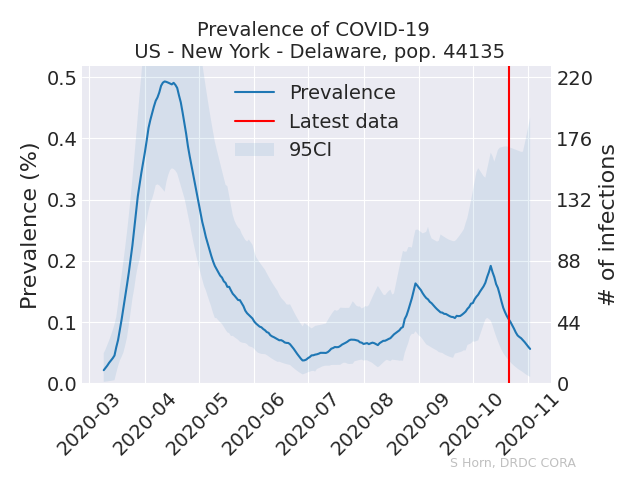 Prevalence of COVID-19
US - New York - Delaware, pop. 44135
Prevalence (%)
0.5
0.4
0.3
0.2
0.1
0.0
Prevalence
Latest data
95CI
220
176
132
88
44
0
# of infections
2020-03
2020-04
2020-05
2020-06
2020-07
2020-08
2020-09
2020-10
2020-11
S Horn, DRDC CORA